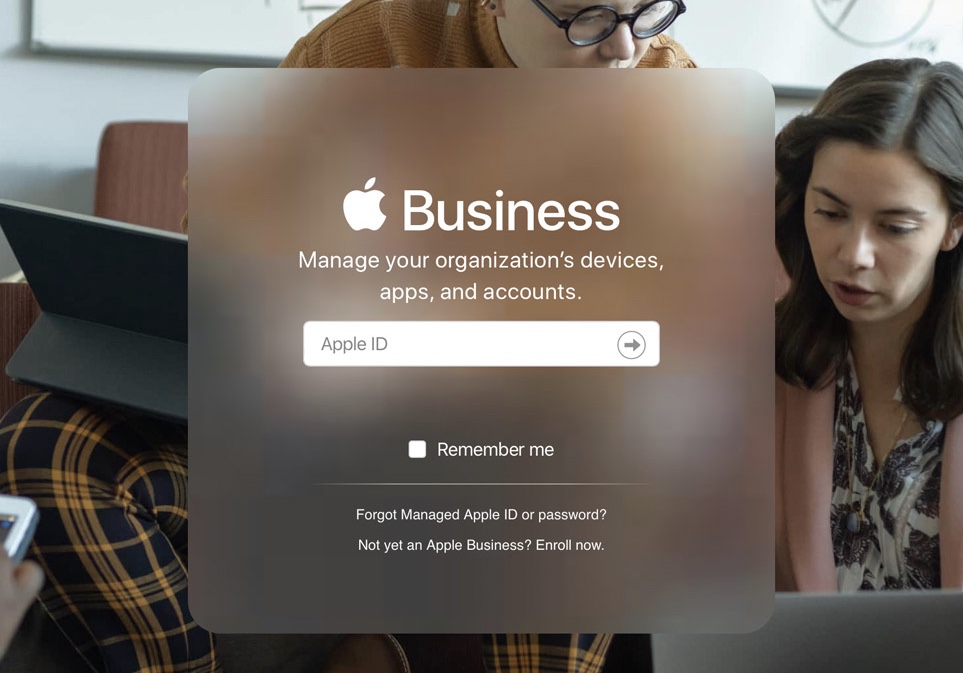 Business
Manage your organization’s devices,
apps, and accounts.
Apple ID
Remember me
Forgot Managed Apple ID or password?
Not yet an Apple Business? Enroll now.